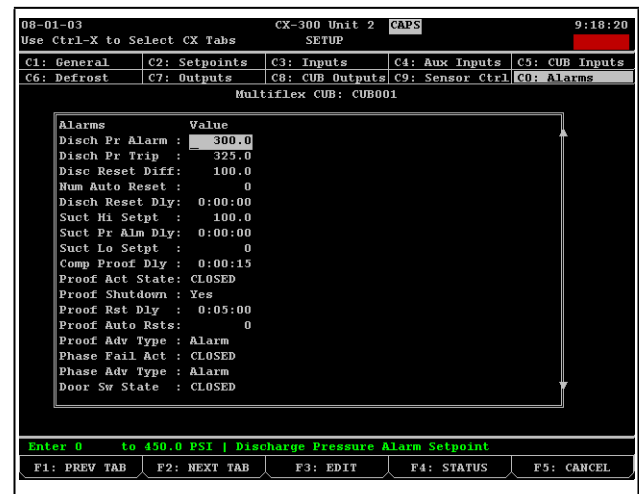 08-01-03 CX-300 Unit 2 CAPS 9:18:20
Use Ctrl-X to Select CX Tabs SETUP
C1: General C2: Setpoints C3: Inputs C4: Aux Inputs C5: CUB Inputs
C6: Defrost C7: Outputs C8: CUB Outputs C9: Sensor Ctrl C0: Alarms
Multiflex CUB: CUB001
Alarms Value
Disch Pr Alarm : 300.0
Disch Pr Trip : 325.0
Disc Reset Diff: 100.0
Num Auto Reset : 0
Disch Reset Dly: 0:00:00
Suct Hi Setpt : 100.0
Suct Pr Alm Dly: 0:00:00
Suct Lo Setpt : 0
Comp Proof Dly : 0:00:15
Proof Act State: CLOSED
Proof Shutdown : Yes
Proof Rst Dly : 0:05:00
Proof Auto Rsts: 0
Proof Adv Type : Alarm
Phase Fail Act : CLOSED
Phase Adv Type : Alarm
Door Sw State : CLOSED
Enter 0 to 450.0 PSI | Discharge Pressure Alarm Setpoint
F1: PREV TAB F2: NEXT TAB F3: EDIT F4: STATUS F5: CANCEL